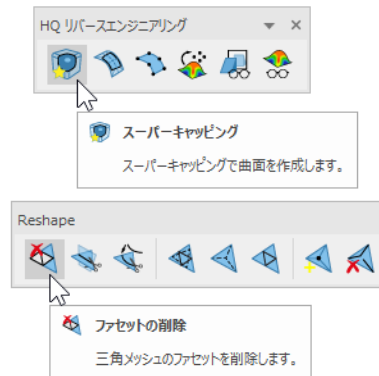 HQ リバースエンジニアリング
スーパーキャッピング
スーパーキャッピングで曲面を作成します。
Reshape
ファセットの削除
三角メッシュのファセットを削除します。